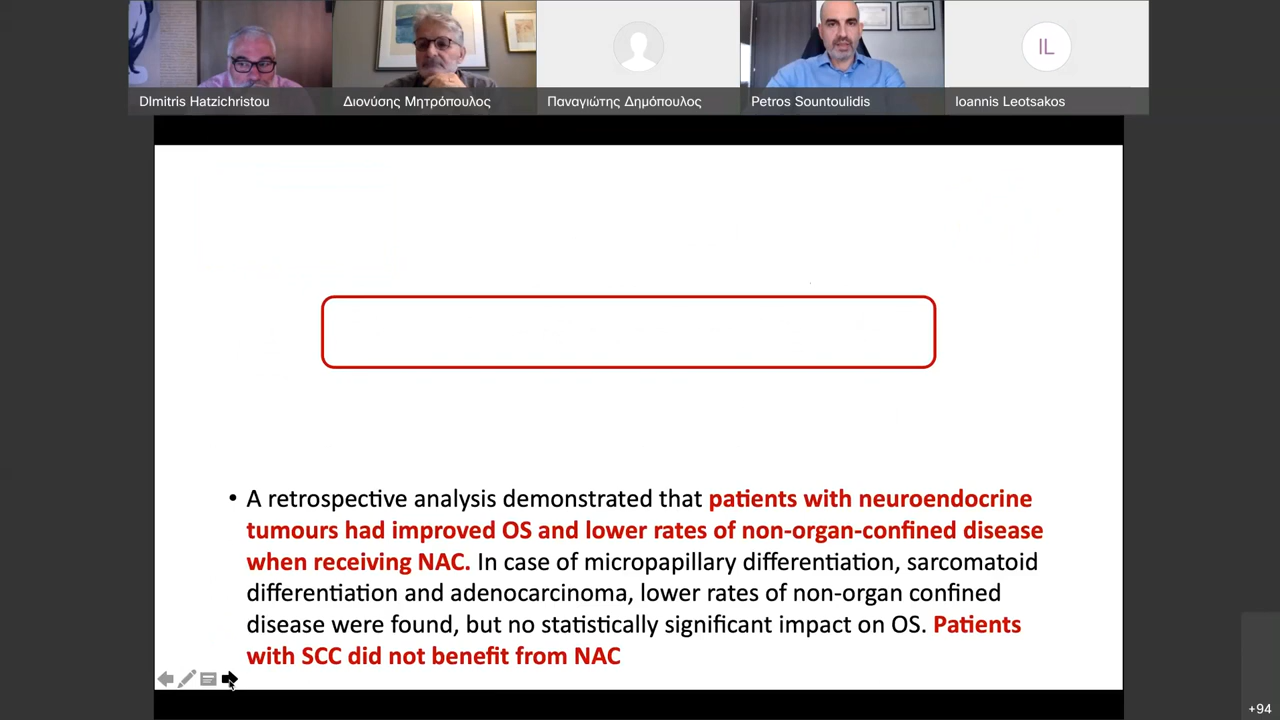 DImitris Hatzichristou
Διονύσης Μητρόπουλος
Παναγιώτης Δημόπουλος
Petros Sountoulidis
IL
Ioannis Leotsakos
• A retrospective analysis demonstrated that patients with neuroendocrine
tumours had improved OS and lower rates of non-organ-confined disease
when receiving NAC. In case of micropapillary differentiation, sarcomatoid
differentiation and adenocarcinoma, lower rates of non-organ confined
disease were found, but no statistically significant impact on OS. Patients
with SCC did not benefit from NAC
+94